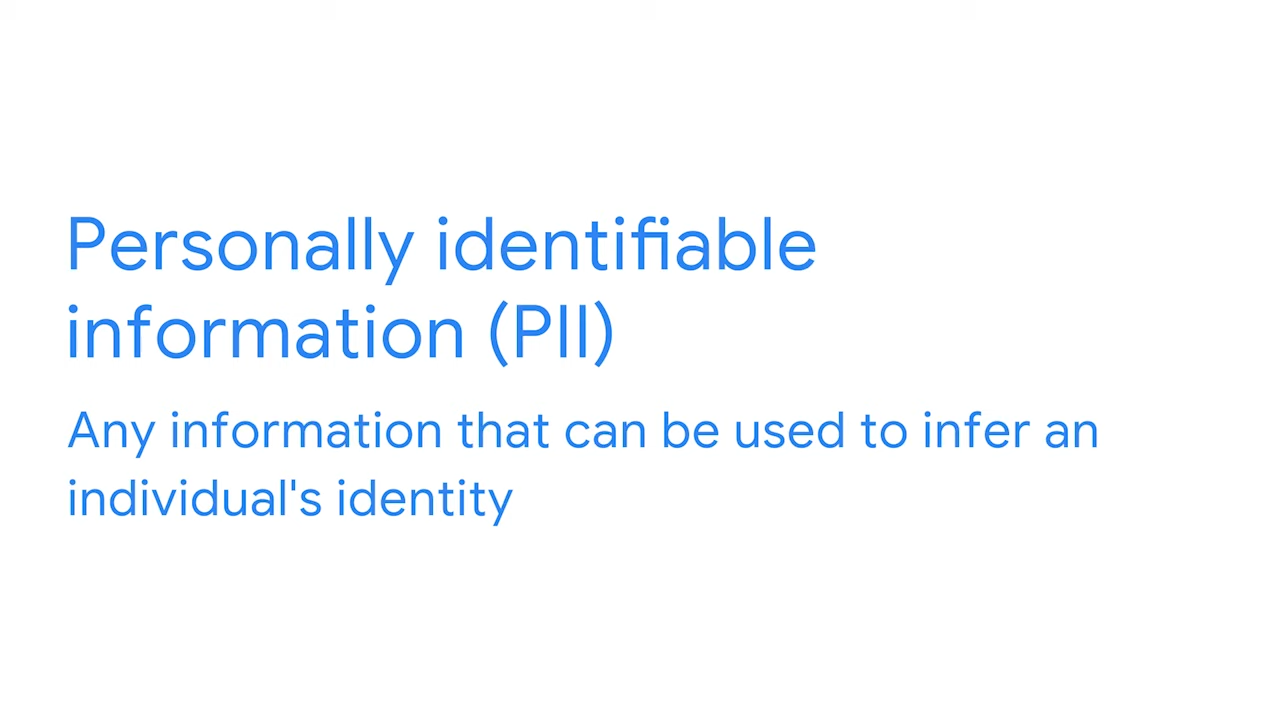 Personally identifiable
information (PII)
Any information that can be used to infer an
individual's identity